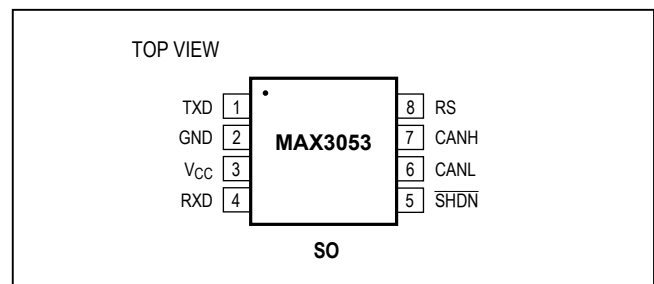 TOP VIEW
TXD 1 8 RS
GND 2 MAX3053 7 CANH
VCC 3 6 CANL
RXD 4 5 SHDN
SO